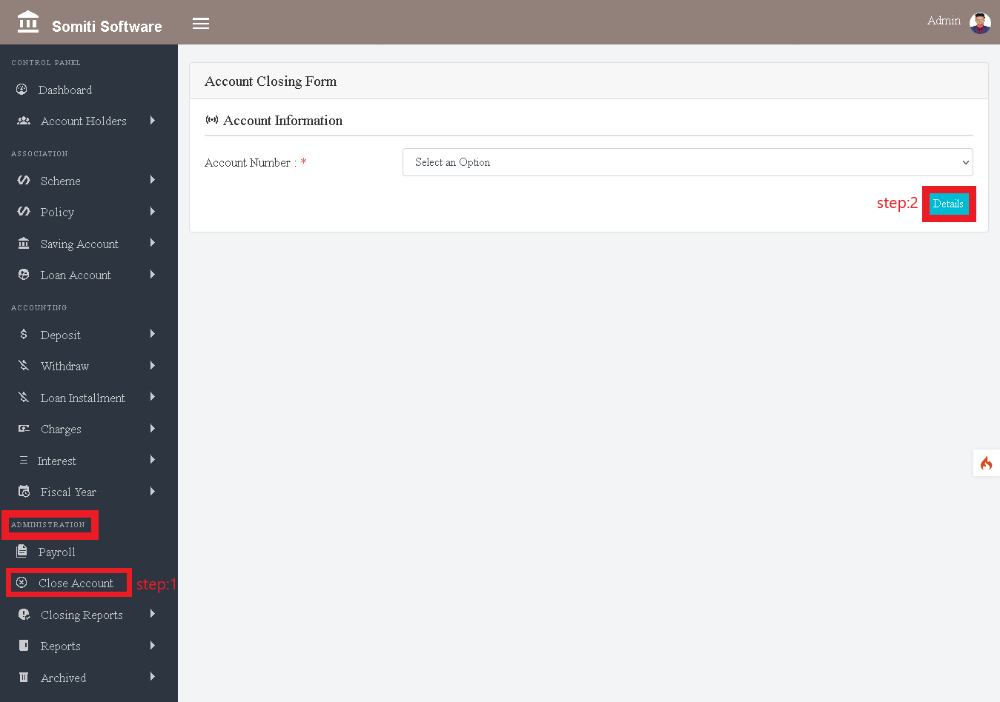 Somiti Software
Admin
CONTROL PANEL
Dashboard
Account Holders
ASSOCIATION
Scheme
Policy
Saving Account
Loan Account
ACCOUNTING
Deposit
Withdraw
Loan Installment
Charges
Interest
Fiscal Year
ADMINISTRATION
Payroll
Close Account
step:1
Closing Reports
Reports
Archived
Account Closing Form
Account Information
Account Number : *
Select an Option
step:2
Details